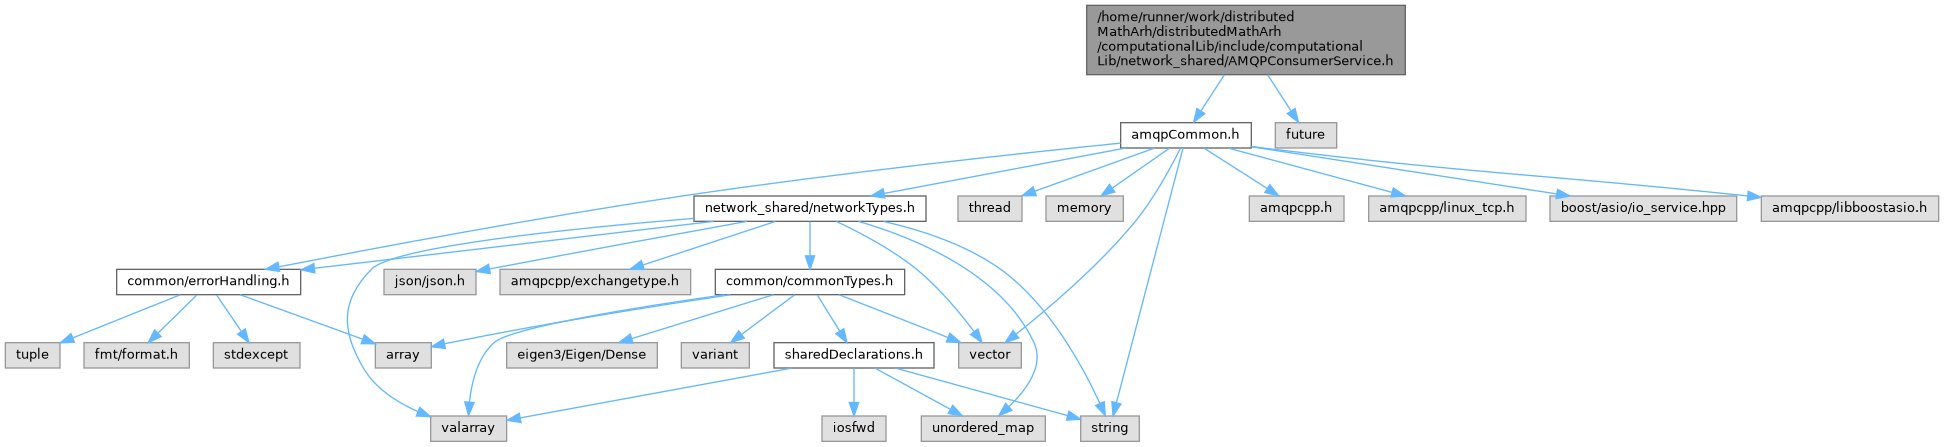 /home/runner/work/distributed
MathArh/distributedMathArh
/computationalLib/include/computational
Lib/network_shared/AMQPConsumerService.h
amqpCommon.h
future
network_shared/networkTypes.h
thread
memory
amqpcpp.h
amqpcpp/linux_tcp.h
boost/asio/io_service.hpp
amqpcpp/libboostasio.h
common/errorHandling.h
json/json.h
amqpcpp/exchangetype.h
common/commonTypes.h
tuple
fmt/format.h
stdexcept
array
eigen3/Eigen/Dense
variant
sharedDeclarations.h
vector
valarray
iosfwd
unordered_map
string